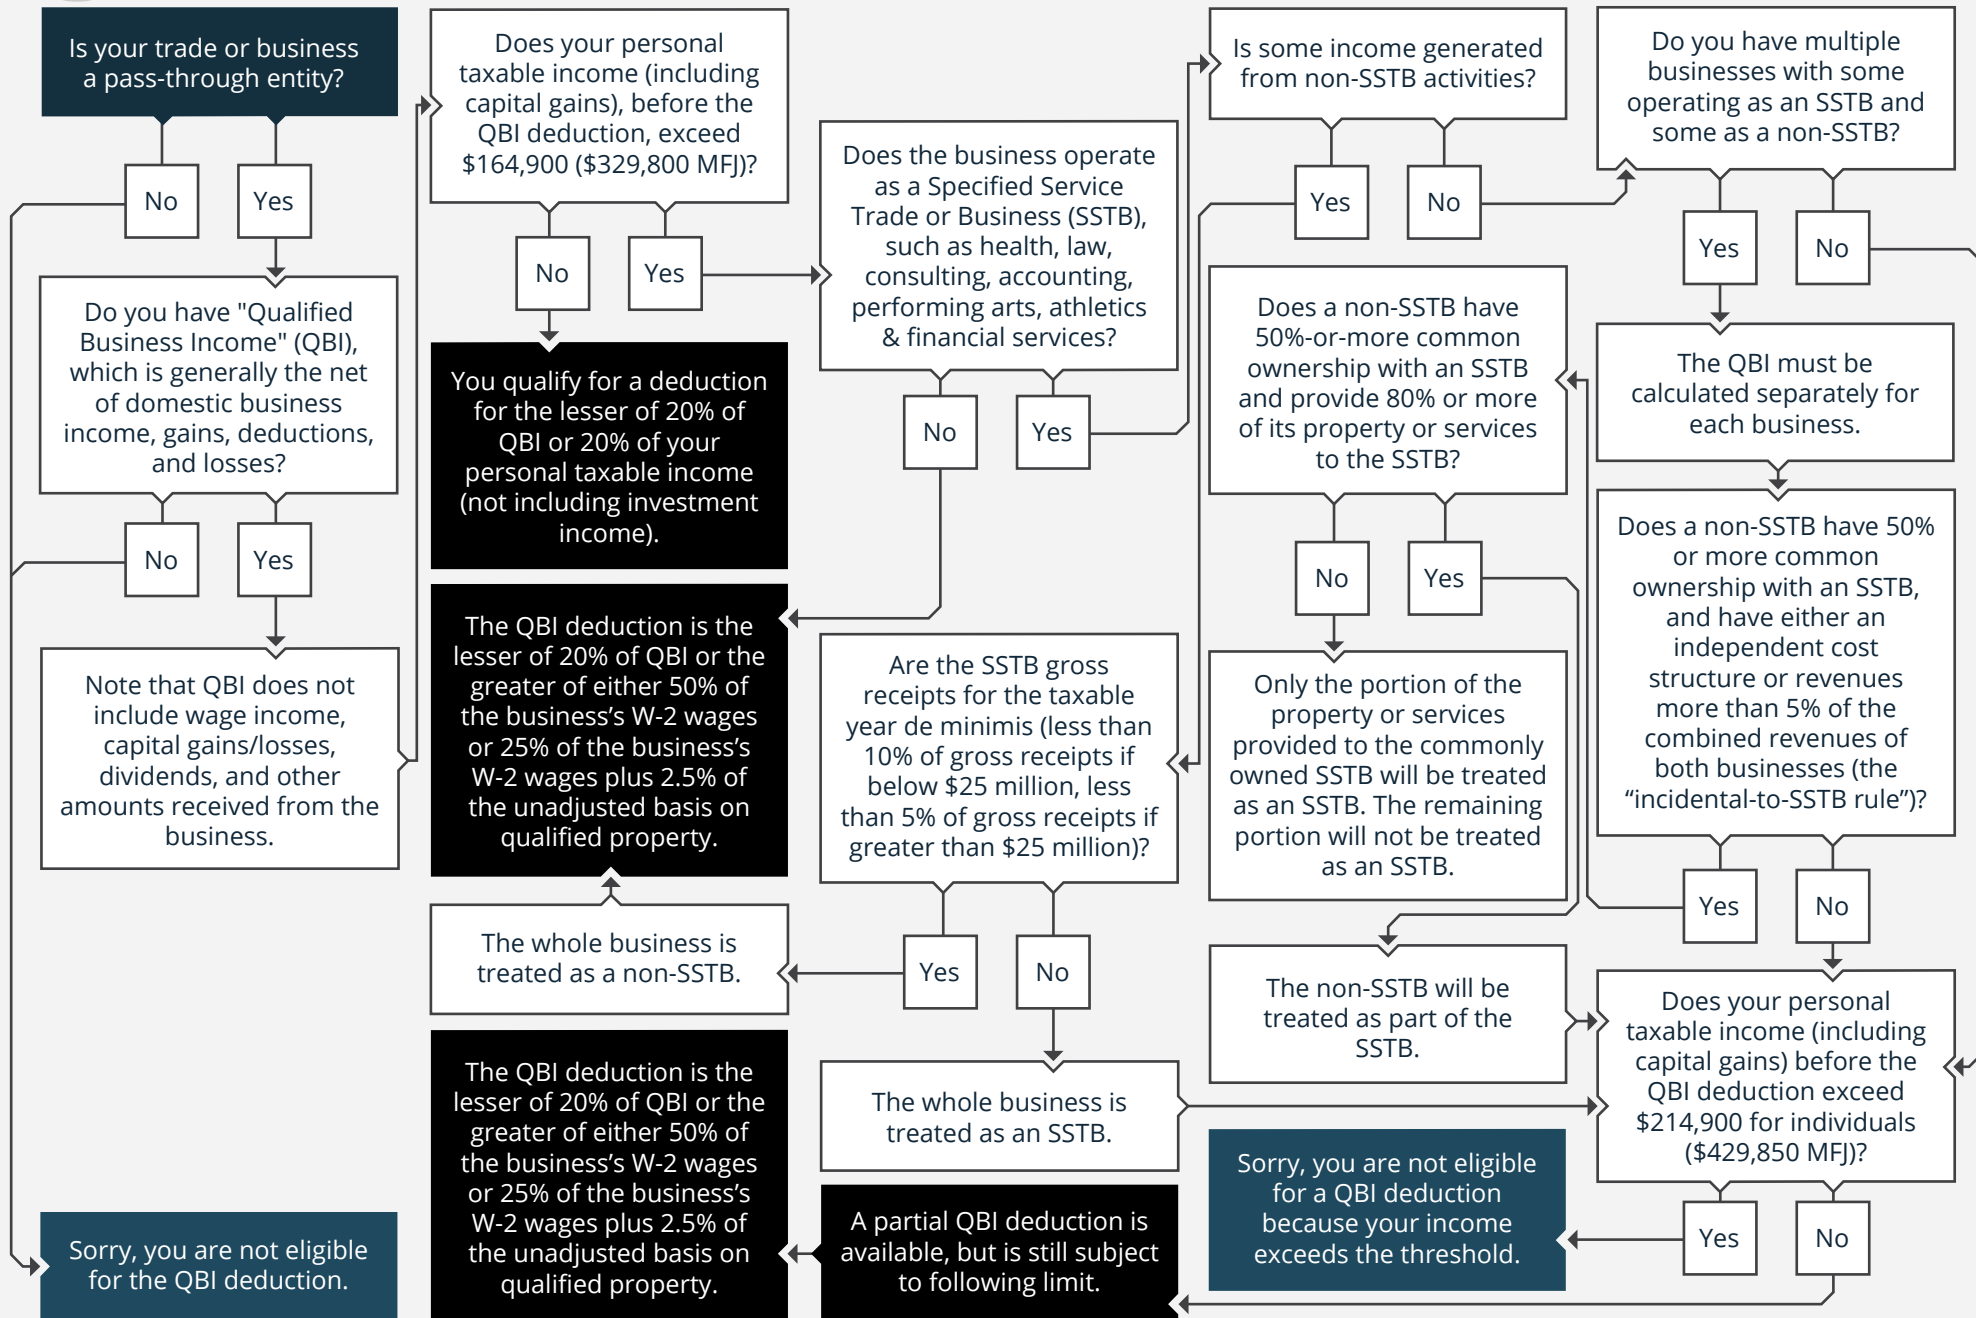 Is your trade or business
a pass-through entity?
No
Yes
Do you have "Qualified
Business Income" (QBI),
which is generally the net
of domestic business
income, gains, deductions,
and losses?
No
Yes
Note that QBI does not
include wage income,
capital gains/losses,
dividends, and other
amounts received from the
business.
Sorry, you are not eligible
for the QBI deduction.
Does your personal
taxable income (including
capital gains), before the
QBI deduction, exceed
$164,900 ($329,800 MFJ)?
No
Yes
You qualify for a deduction
for the lesser of 20% of
QBI or 20% of your
personal taxable income
(not including investment
income).
The QBI deduction is the
lesser of 20% of QBI or the
greater of either 50% of
the business’s W-2 wages
or 25% of the business’s
W-2 wages plus 2.5% of
the unadjusted basis on
qualified property.
The whole business is
treated as a non-SSTB.
The QBI deduction is the
lesser of 20% of QBI or the
greater of either 50% of
the business’s W-2 wages
or 25% of the business’s
W-2 wages plus 2.5% of
the unadjusted basis on
qualified property.
Does the business operate
as a Specified Service
Trade or Business (SSTB),
such as health, law,
consulting, accounting,
performing arts, athletics
& financial services?
No
Yes
Are the SSTB gross
receipts for the taxable
year de minimis (less than
10% of gross receipts if
below $25 million, less
than 5% of gross receipts if
greater than $25 million)?
Yes
No
The whole business is
treated as an SSTB.
A partial QBI deduction is
available, but is still subject
to following limit.
Is some income generated
from non-SSTB activities?
Yes
No
Does a non-SSTB have
50%-or-more common
ownership with an SSTB
and provide 80% or more
of its property or services
to the SSTB?
No
Yes
Only the portion of the
property or services
provided to the commonly
owned SSTB will be treated
as an SSTB. The remaining
portion will not be treated
as an SSTB.
The non-SSTB will be
treated as part of the
SSTB.
Sorry, you are not eligible
for a QBI deduction
because your income
exceeds the threshold.
Do you have multiple
businesses with some
operating as an SSTB and
some as a non-SSTB?
Yes
No
The QBI must be
calculated separately for
each business.
Does a non-SSTB have 50%
or more common
ownership with an SSTB,
and have either an
independent cost
structure or revenues
more than 5% of the
combined revenues of
both businesses (the
“incidental-to-SSTB rule”)?
Yes
No
Does your personal
taxable income (including
capital gains) before the
QBI deduction exceed
$214,900 for individuals
($429,850 MFJ)?
Yes
No